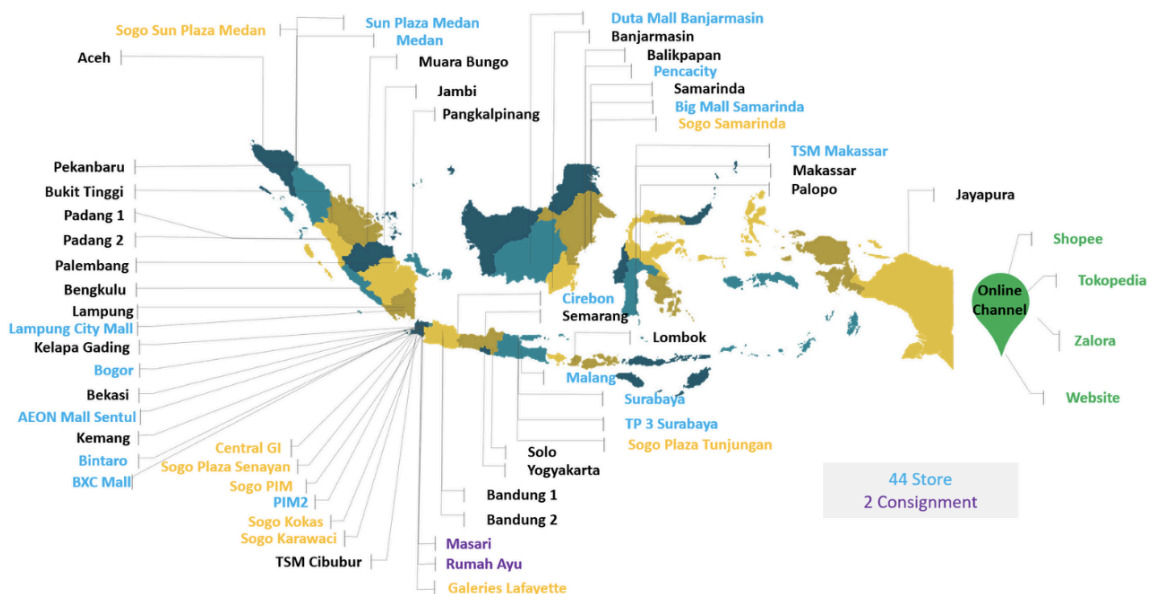 Sogo Sun Plaza Medan
Sun Plaza Medan
Medan
Aceh
Muara Bungo
Jambi
Pangkalpinang
Duta Mall Banjarmasin
Banjarmasin
Balikpapan
Pencacity
Samarinda
Big Mall Samarinda
Sogo Samarinda
TSM Makassar
Makassar
Palopo
Jayapura
Pekanbaru
Bukit Tinggi
Padang 1
Padang 2
Palembang
Bengkulu
Lampung
Lampung City Mall
Kelapa Gading
Bogor
Bekasi
AEON Mall Sentul
Kemang
Bintaro
BXC Mall
Central GI
Sogo Plaza Senayan
Sogo PIM
PIM2
Sogo Kokas
Sogo Karawaci
TSM Cibubur
Cirebon
Semarang
Lombok
Malang
Surabaya
TP 3 Surabaya
Sogo Plaza Tunjungan
Solo
Yogyakarta
Bandung 1
Bandung 2
Masari
Rumah Ayu
Galeries Lafayette
Online
Channel
Shopee
Tokopedia
Zalora
Website
44 Store
2 Consignment